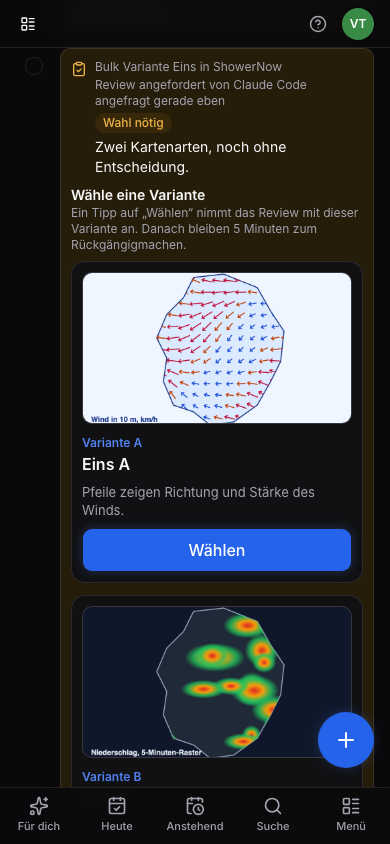 VT
Bulk Variante Eins in ShowerNow
Review angefordert von Claude Code
angefragt gerade eben
Wahl nötig
Zwei Kartenarten, noch ohne
Entscheidung.
Wähle eine Variante
Ein Tipp auf „Wählen“ nimmt das Review mit dieser
Variante an. Danach bleiben 5 Minuten zum
Rückgängigmachen.
Wind in 10 m, km/h
Variante A
Eins A
Pfeile zeigen Richtung und Stärke des
Winds.
Wählen
Niederschlag, 5-Minuten-Raster
Variante B
Für dich
Heute
Anstehend
Suche
Menü